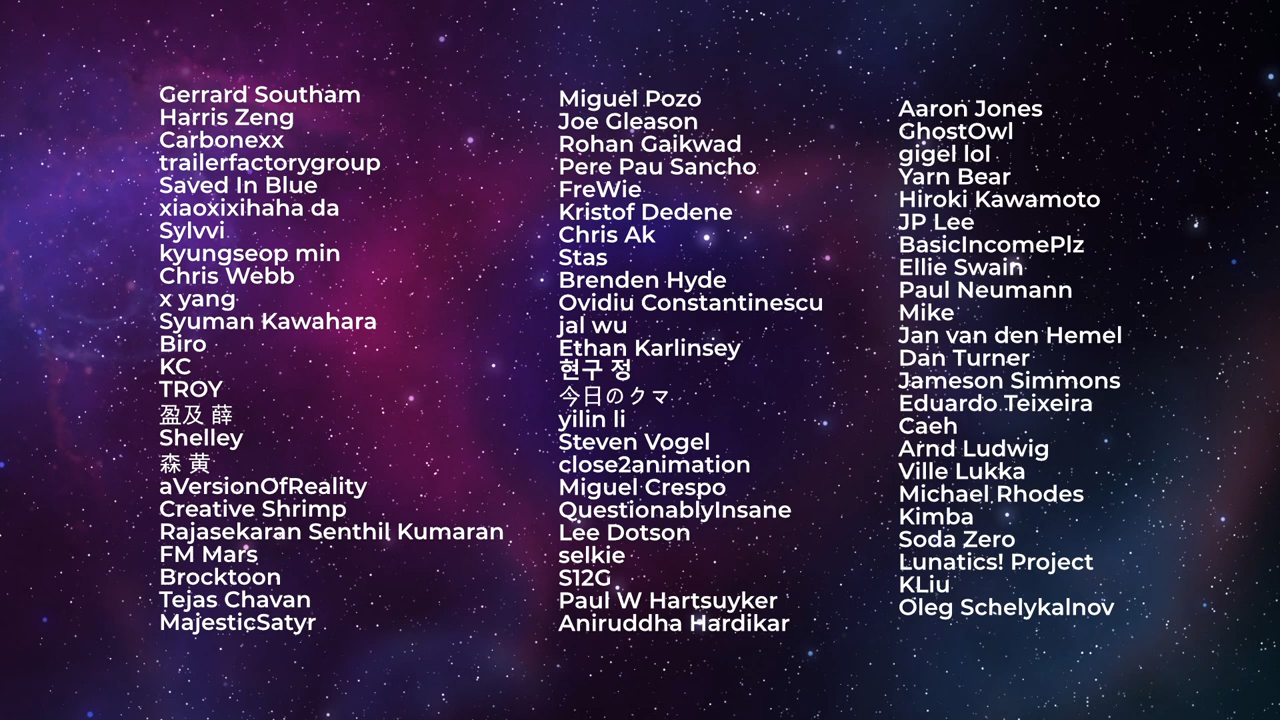 Gerrard Southam
Harris Zeng
Carbonexx
trailerfactorygroup
Saved In Blue
xiaoxixihaha da
Sylvvi
kyungseop min
Chris Webb
x yang
Syuman Kawahara
Biro
KC
TROY
盈及 薛
Shelley
森 黄
aVersionOfReality
Creative Shrimp
Rajasekaran Senthil Kumaran
FM Mars
Brocktoon
Tejas Chavan
MajesticSatyr
Miguel Pozo
Joe Gleason
Rohan Gaikwad
Pere Pau Sancho
FreWie
Kristof Dedene
Chris Ak
Stas
Brenden Hyde
Ovidiu Constantinescu
jal wu
Ethan Karlinsey
현구 정
今日のクマ
yilin li
Steven Vogel
close2animation
Miguel Crespo
QuestionablyInsane
Lee Dotson
selkie
S12G
Paul W Hartsuyker
Aniruddha Hardikar
Aaron Jones
GhostOwl
gigel lol
Yarn Bear
Hiroki Kawamoto
JP Lee
BasicIncomePlz
Ellie Swain
Paul Neumann
Mike
Jan van den Hemel
Dan Turner
Jameson Simmons
Eduardo Teixeira
Caeh
Arnd Ludwig
Ville Lukka
Michael Rhodes
Kimba
Soda Zero
Lunatics! Project
KLiu
Oleg Schelykalnov